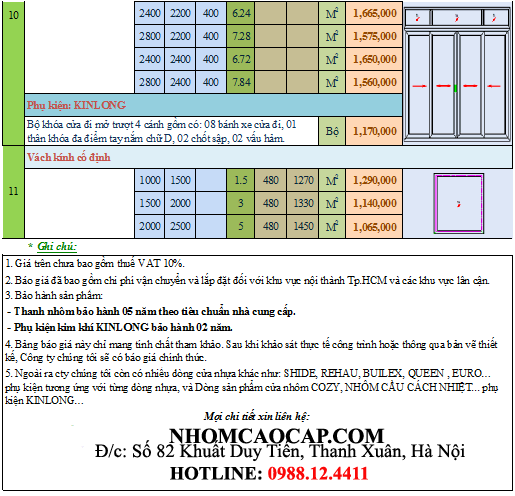 10
2400 2200 400 6.24 M² 1,665,000
2800 2200 400 7.28 M² 1,575,000
2400 2400 400 6.72 M² 1,650,000
2800 2400 400 7.84 M² 1,560,000
Phụ kiện: KINLONG
Bộ khóa cửa đi mở trượt 4 cánh gồm có: 08 bánh xe cửa đi, 01
thân khóa đa điểm tay nắm chữ D, 02 chốt sập, 02 vấu hãm.
Bộ 1,170,000
11
Vách kính cố định
1000 1500 1.5 480 1270 M² 1,290,000
1500 2000 3 480 1330 M² 1,140,000
2000 2500 5 480 1450 M² 1,065,000
* Ghi chú:
1. Giá trên chưa bao gồm thuế VAT 10%.
2. Báo giá đã bao gồm chi phí vận chuyển và lắp đặt đối với khu vực nội thành Tp.HCM và các khu vực lân cận.
3. Bảo hành sản phẩm:
- Thanh nhôm bảo hành 05 năm theo tiêu chuẩn nhà cung cấp.
- Phụ kiện kim khí KINLONG bảo hành 02 năm.
4. Bảng báo giá này chỉ mang tính chất tham khảo. Sau khi khảo sát thực tế công trình hoặc thông qua bản vẽ thiết
kế, Công ty chúng tôi sẽ có báo giá chính thức.
5. Ngoài ra cty chúng tôi còn có nhiều dòng cửa nhựa khác như: SHIDE, REHAU, BUILEX, QUEEN , EURO…
phụ kiện tương ứng với từng dòng nhựa, và Dòng sản phẩm cửa nhôm COZY, NHÔM CẦU CÁCH NHIỆT... phụ
kiện KINLONG…
Mọi chi tiết xin liên hệ:
NHOMCAOCAP.COM
Đ/c: Số 82 Khuất Duy Tiến, Thanh Xuân, Hà Nội
HOTLINE: 0988.12.4411